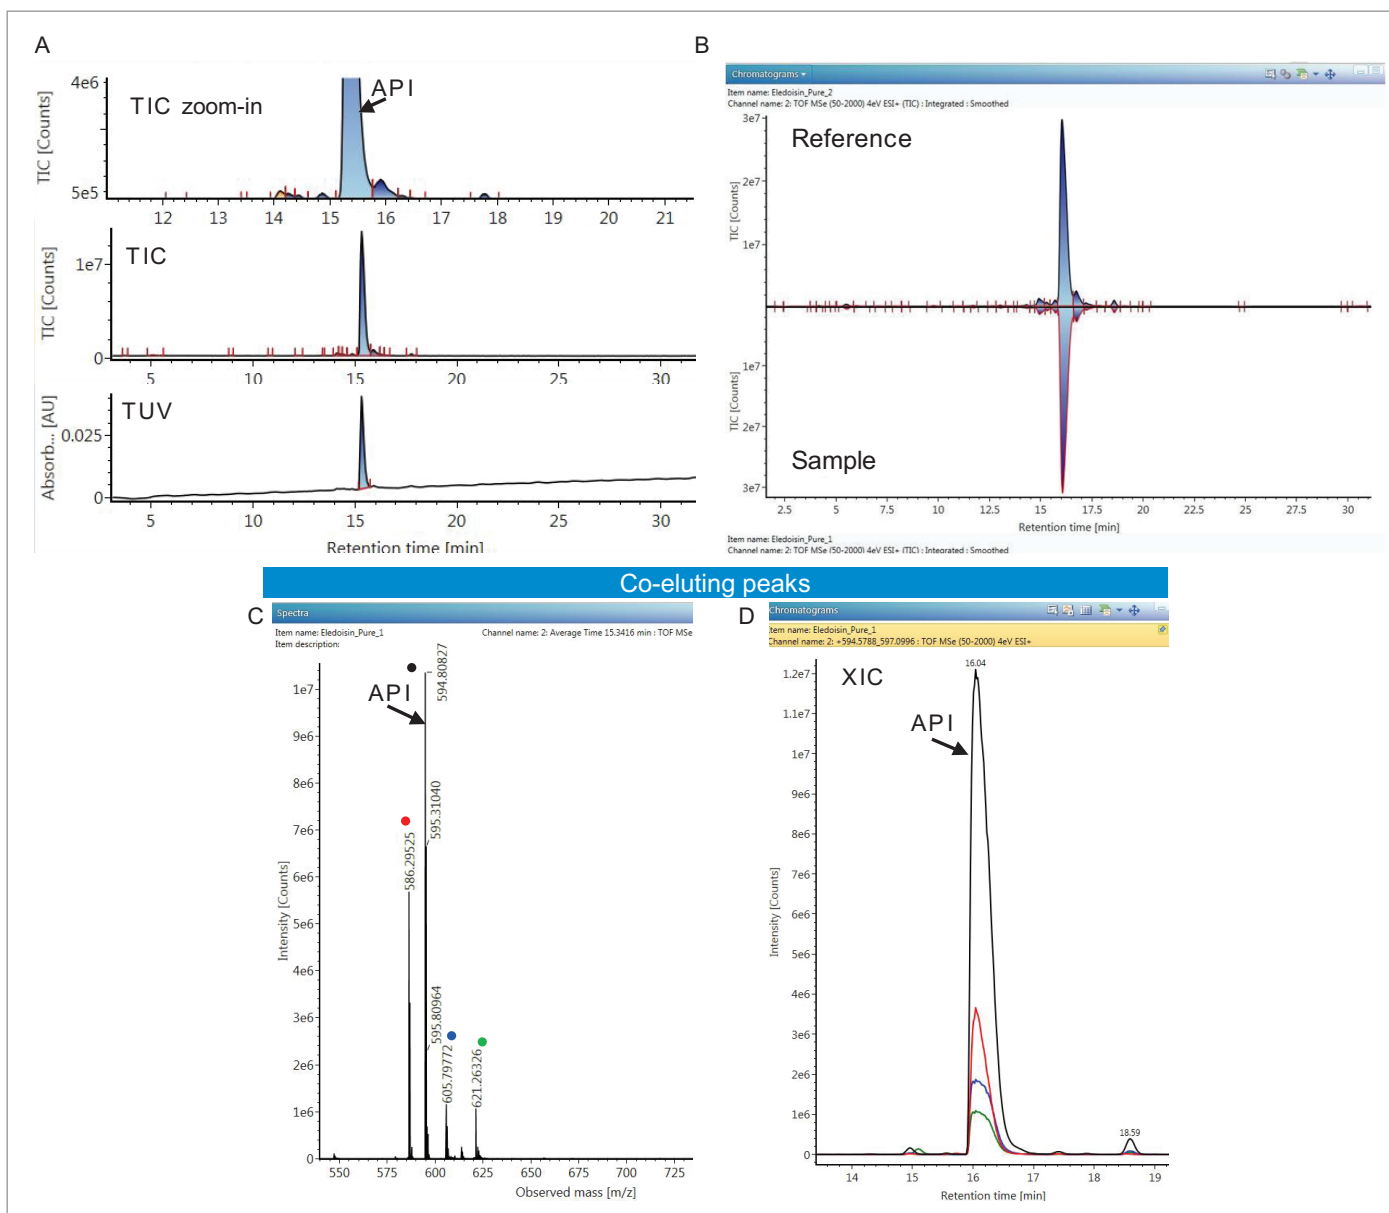 A
TIC zoom-in
API
TIC [Counts]
4e6
5e5
12 13 14 15 16 17 18 19 20 21
TIC
TIC [Counts]
1e7
0
5 10 15 20 25 30
TUV
Absorb... [AU]
0.025
0
5 10 15 20 25 30
Retention time [min]
B
Chromatograms
Item name: Eledoisin_Pure_2
Channel name: 2: TOF MSe (50-2000) 4eV ESI+ (TIC) : Integrated : Smoothed
Reference
TIC [Counts]
3e7
2e7
1e7
0
TIC [Counts]
1e7
2e7
3e7
Sample
2.5 5 7.5 10 12.5 15 17.5 20 22.5 25 27.5 30
Retention time [min]
Item name: Eledoisin_Pure_1
Channel name: 2: TOF MSe (50-2000) 4eV ESI+ (TIC) : Integrated : Smoothed
Co-eluting peaks
C
Spectra
Item name: Eledoisin_Pure_1
Channel name: 2: Average Time 15.3416 min : TOF MSe
Item description:
API
594.80827
595.31040
586.29525
595.80964
605.79772
621.26326
Intensity [Counts]
1e7
9e6
8e6
7e6
6e6
5e6
4e6
3e6
2e6
1e6
0
550 575 600 625 650 675 700 725
Observed mass [m/z]
D
Chromatograms
Item name: Eledoisin_Pure_1
Channel name: 2: +594.5788_597.0996 : TOF MSe (50-2000) 4eV ESI+
XIC
API
16.04
18.59
Intensity [Counts]
1.2e7
1.1e7
1e7
9e6
8e6
7e6
6e6
5e6
4e6
3e6
2e6
1e6
0
14 15 16 17 18 19
Retention time [min]